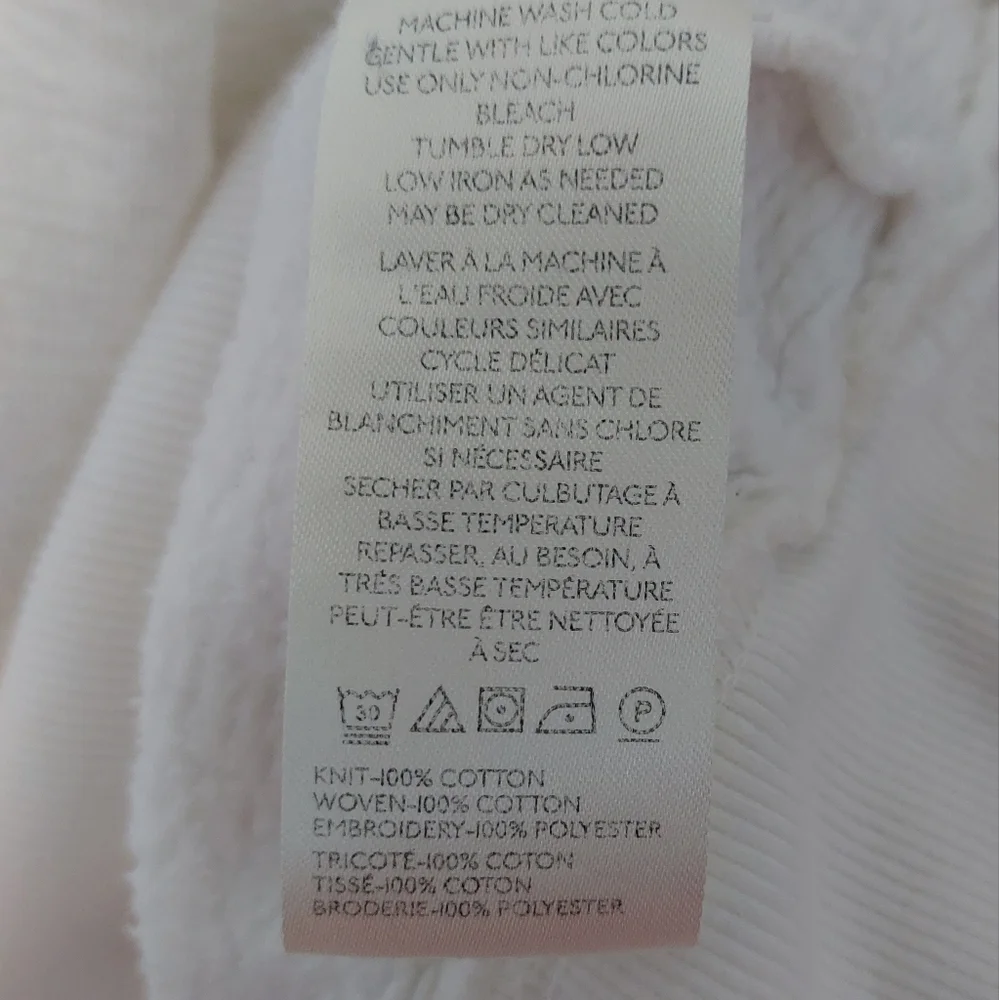 MACHINE WASH COLD
GENTLE WITH LIKE COLORS
USE ONLY NON-CHLORINE
BLEACH
TUMBLE DRY LOW
LOW IRON AS NEEDED
MAY BE DRY CLEANED
LAVER À LA MACHINE À
L'EAU FROIDE AVEC
COULEURS SIMILAIRES
CYCLE DÉLICAT
UTILISER UN AGENT DE
BLANCHIMENT SANS CHLORE
SI NÉCESSAIRE
SECHER PAR CULBUTAGE À
BASSE TEMPERATURE
REPASSER, AU BESOIN, À
TRÉS BASSE TEMPÉRATURE
PEUT-ÉTRE ÊTRE NETTOYÉE
À SEC
30 P
KNIT-100% COTTON
WOVEN-100% COTTON
EMBROIDERY-100% POLYESTER
TRICOTÉ-100% COTON
TISSÉ-100% COTON
BRODERIE-100% POLYESTER